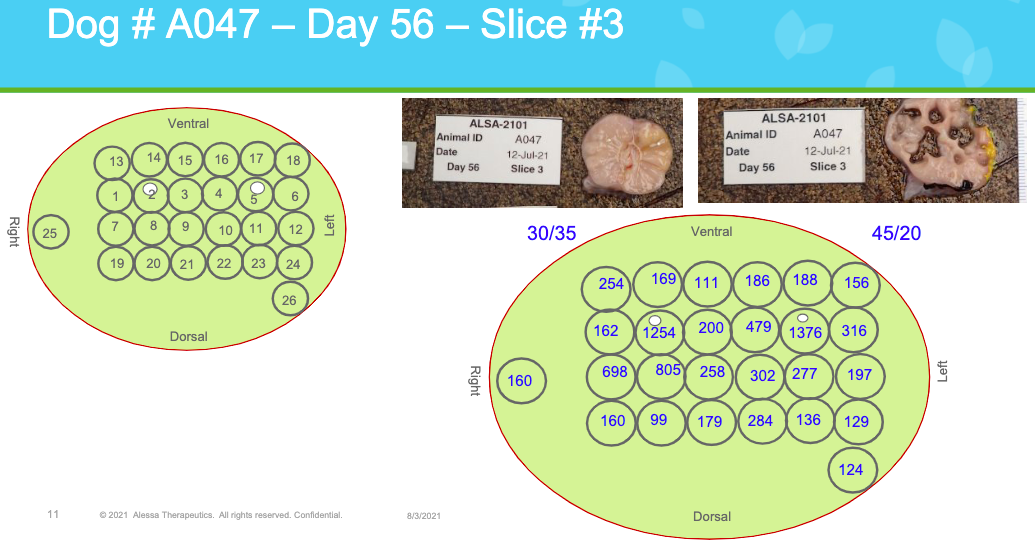 Dog # A047 – Day 56 – Slice #3
Ventral
13 14 15 16 17 18
1 2 3 4 5 6
7 8 9 10 11 12
19 20 21 22 23 24
25
26
Right
Left
Dorsal
ALSA-2101
Animal ID A047
Date 12-Jul-21
Day 56 Slice 3
ALSA-2101
Animal ID A047
Date 12-Jul-21
Day 56 Slice 3
30/35
45/20
Ventral
254 169 111 186 188 156
162 1254 200 479 1376 316
698 805 258 302 277 197
160 99 179 284 136 129
160
124
Right
Left
Dorsal
11 © 2021 Alessa Therapeutics. All rights reserved. Confidential. 8/3/2021